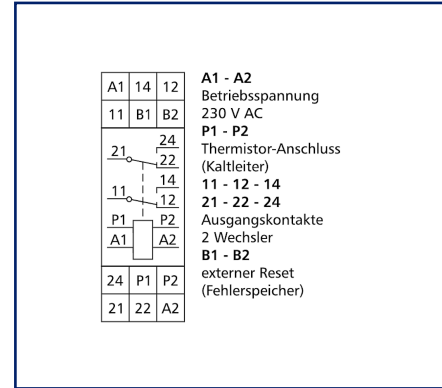 A1 14 12
11 B1 B2
24
21
22
14
11
12
P1 P2
A1 A2
24 P1 P2
21 22 A2
A1 - A2
Betriebsspannung
230 V AC
P1 - P2
Thermistor-Anschluss
(Kaltleiter)
11 - 12 - 14
21 - 22 - 24
Ausgangskontakte
2 Wechsler
B1 - B2
externer Reset
(Fehlerspeicher)